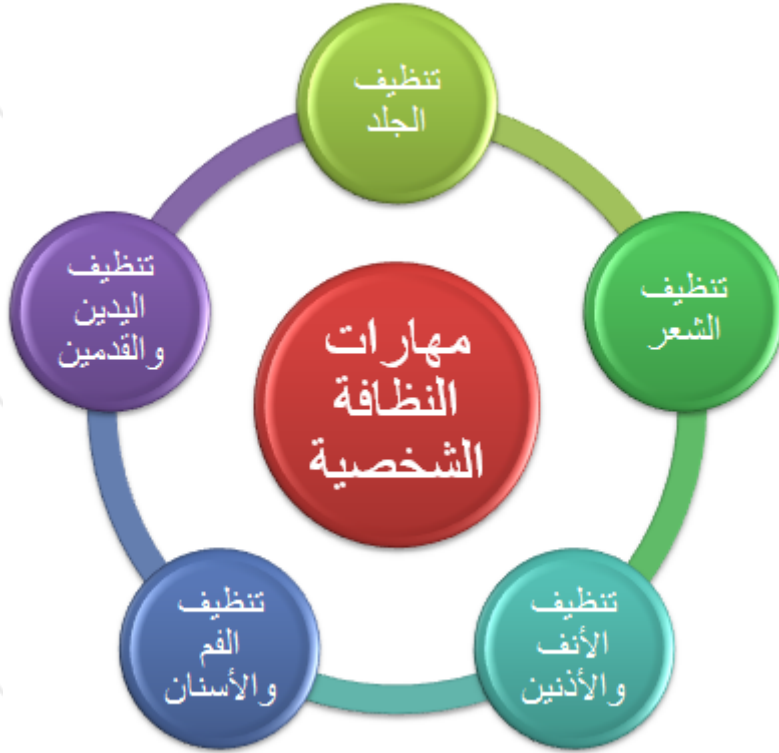 تنظيف
الجلد
تنظيف
الشعر
تنظيف
الأنف
والأذنين
تنظيف
الفم
والأسنان
تنظيف
اليدين
والقدمين
مهارات
النظافة
الشخصية